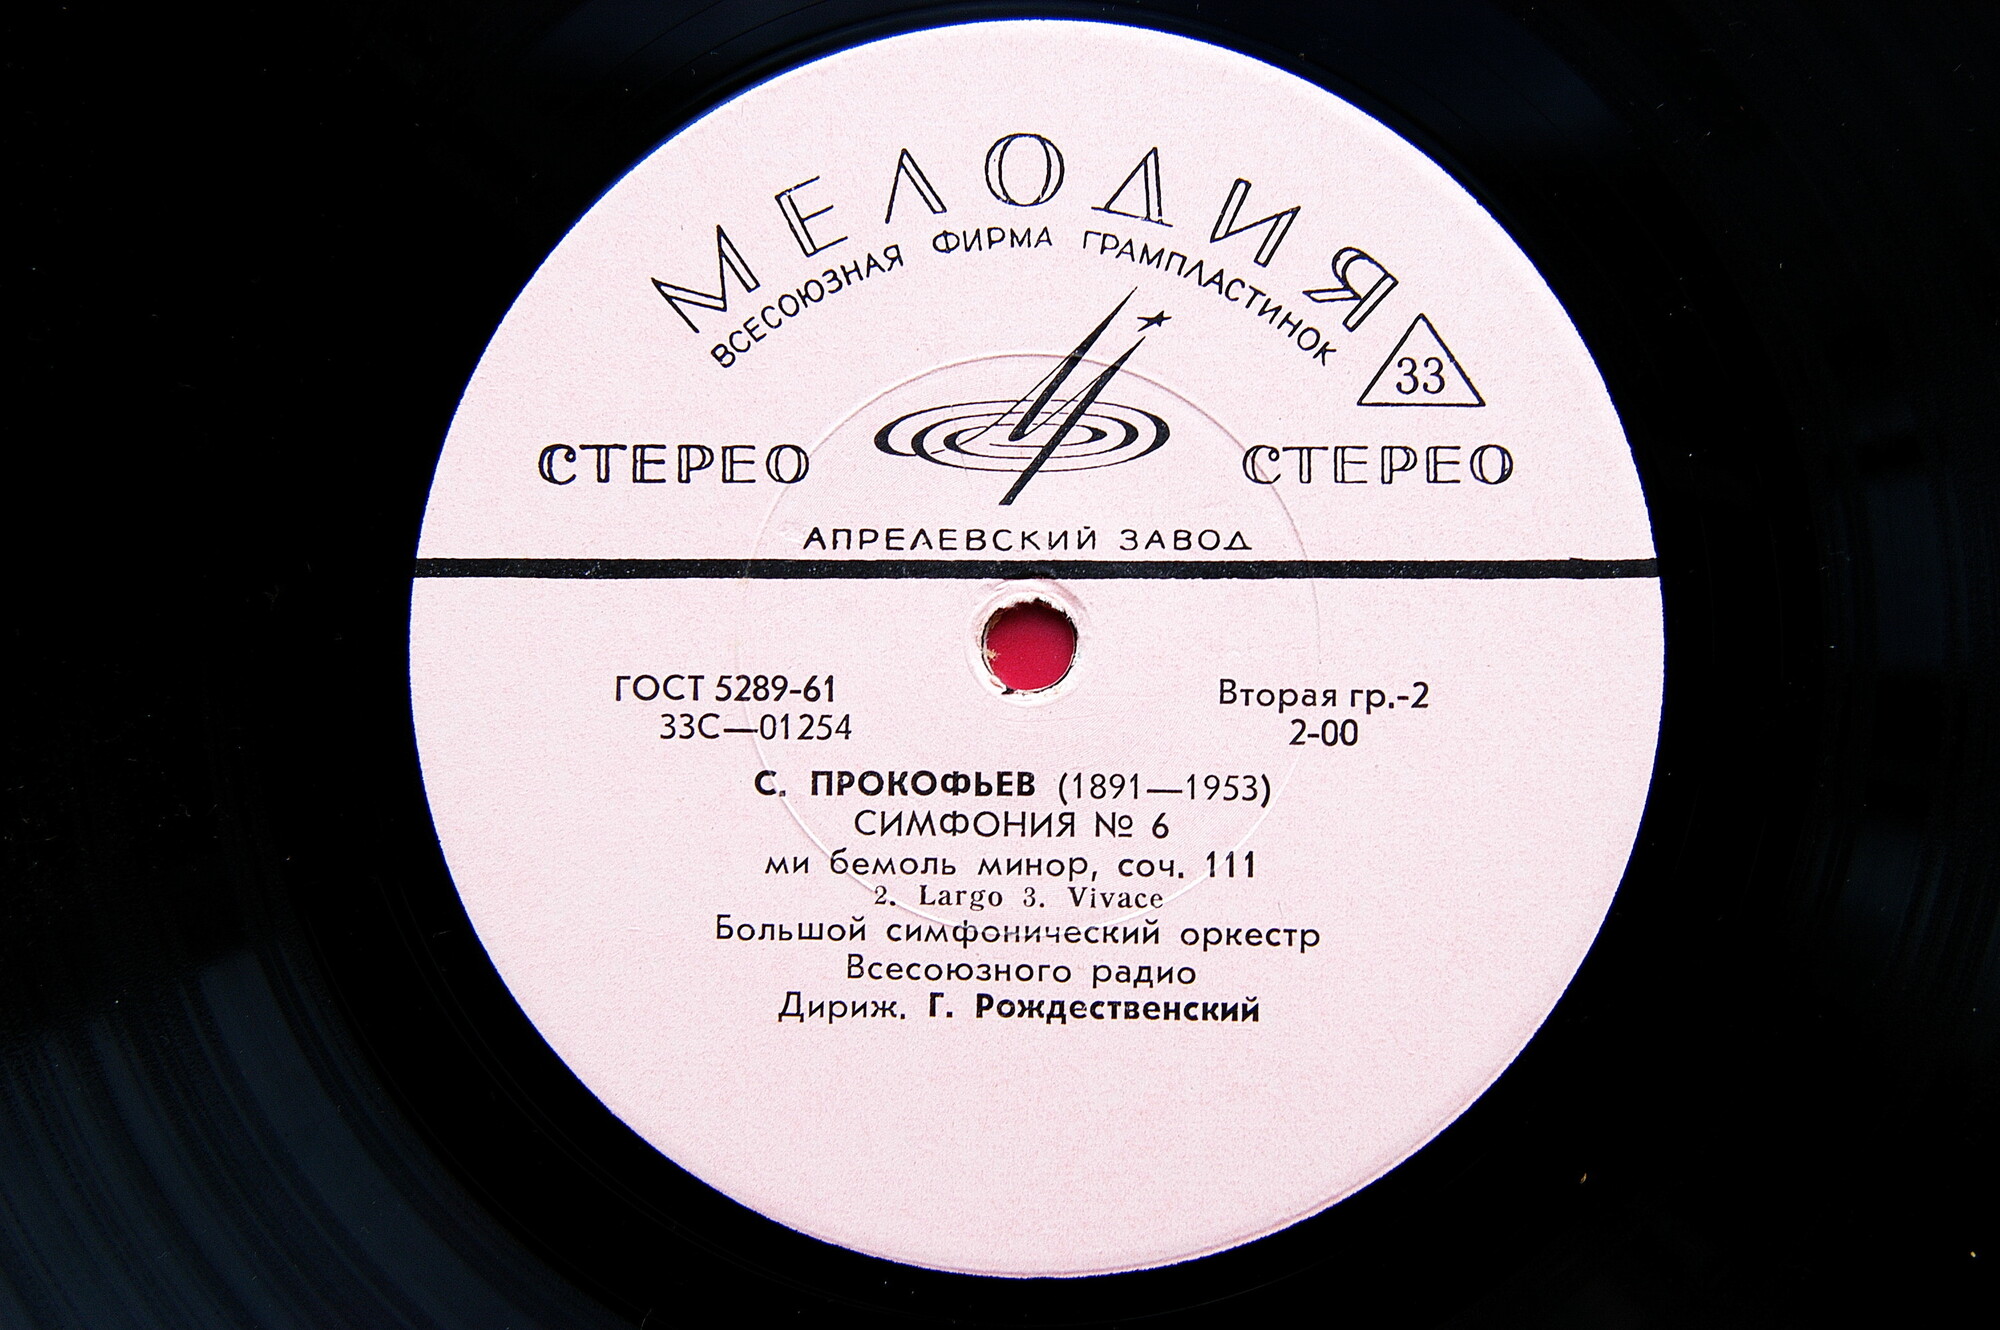 МЕЛОДИЯ
ВСЕСОЮЗНАЯ ФИРМА ГРАМПЛАСТИНОК
33
СТЕРЕО СТЕРЕО
АПРЕЛЕВСКИЙ ЗАВОД
ГОСТ 5289-61 Вторая гр.-2
33С—01254 2-00
С. ПРОКОФЬЕВ (1891—1953)
СИМФОНИЯ № 6
ми бемоль минор, соч. 111
2. Largo 3. Vivace
Большой симфонический оркестр
Всесоюзного радио
Дириж. Г. Рождественский